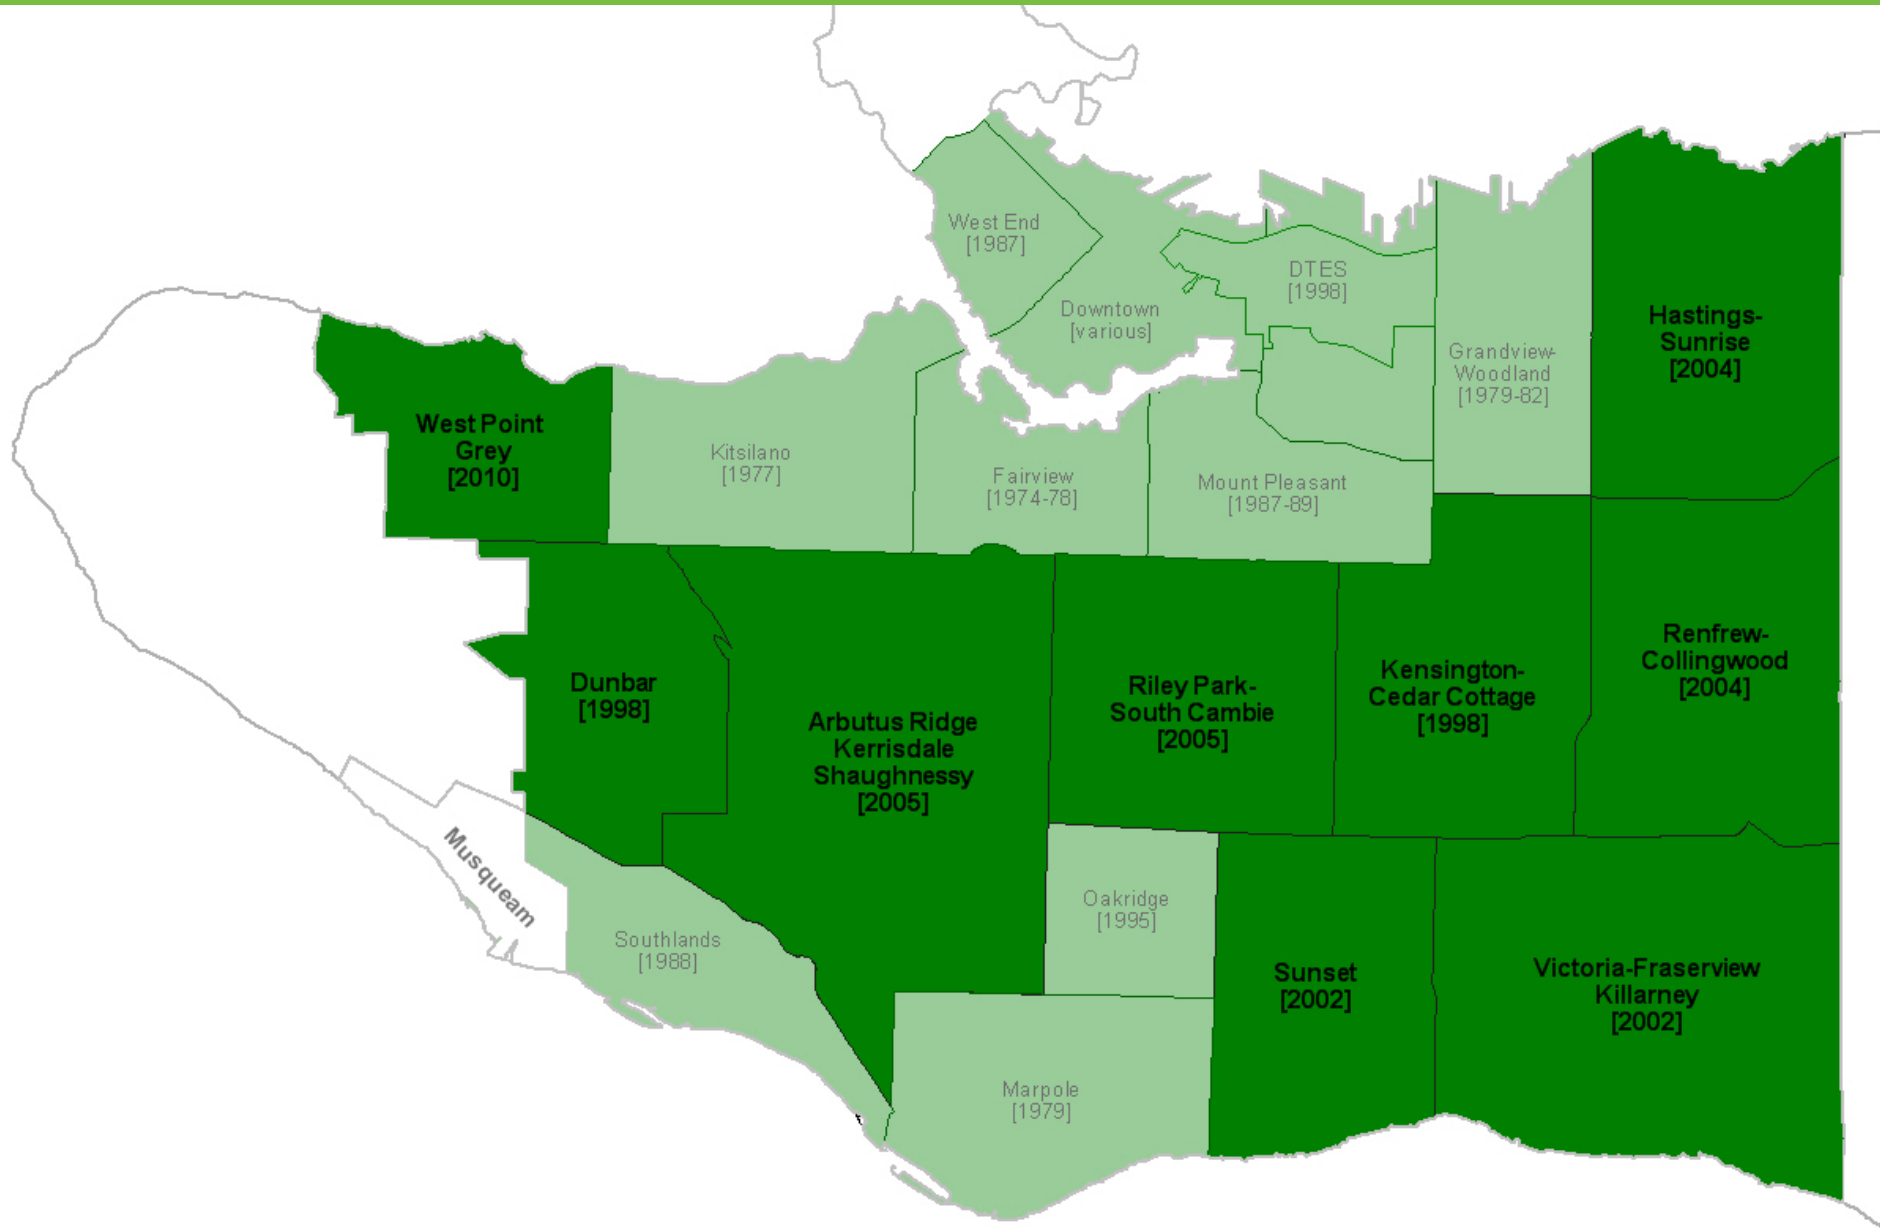 West End
[1987]
Downtown
[various]
DTES
[1998]
Grandview-
Woodland
[1979-82]
Hastings-
Sunrise
[2004]
West Point
Grey
[2010]
Kitsilano
[1977]
Fairview
[1974-78]
Mount Pleasant
[1987-89]
Dunbar
[1998]
Arbutus Ridge
Kerrisdale
Shaughnessy
[2005]
Riley Park-
South Cambie
[2005]
Kensington-
Cedar Cottage
[1998]
Renfrew-
Collingwood
[2004]
Musqueam
Southlands
[1988]
Oakridge
[1995]
Sunset
[2002]
Victoria-Fraserview
Killarney
[2002]
Marpole
[1979]